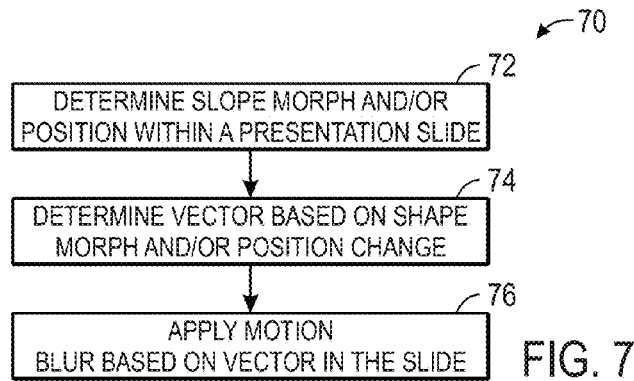 70
72
DETERMINE SLOPE MORPH AND/OR
POSITION WITHIN A PRESENTATION SLIDE
74
DETERMINE VECTOR BASED ON SHAPE
MORPH AND/OR POSITION CHANGE
76
APPLY MOTION
BLUR BASED ON VECTOR IN THE SLIDE
FIG. 7